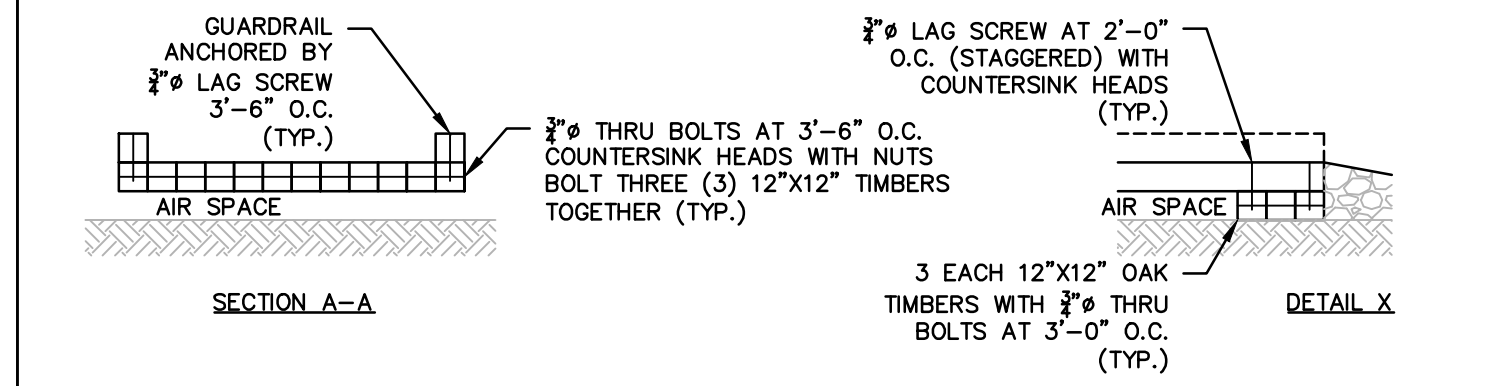 GUARDRAIL
ANCHORED BY
¾"ø LAG SCREW
3'-6" O.C.
(TYP.)
¾"ø THRU BOLTS AT 3'-6" O.C.
COUNTERSINK HEADS WITH NUTS
BOLT THREE (3) 12"X12" TIMBERS
TOGETHER (TYP.)
AIR SPACE
SECTION A-A
¾"ø LAG SCREW AT 2'-0"
O.C. (STAGGERED) WITH
COUNTERSINK HEADS
(TYP.)
AIR SPACE
3 EACH 12"X12" OAK
TIMBERS WITH ¾"ø THRU
BOLTS AT 3'-0" O.C.
(TYP.)
DETAIL X